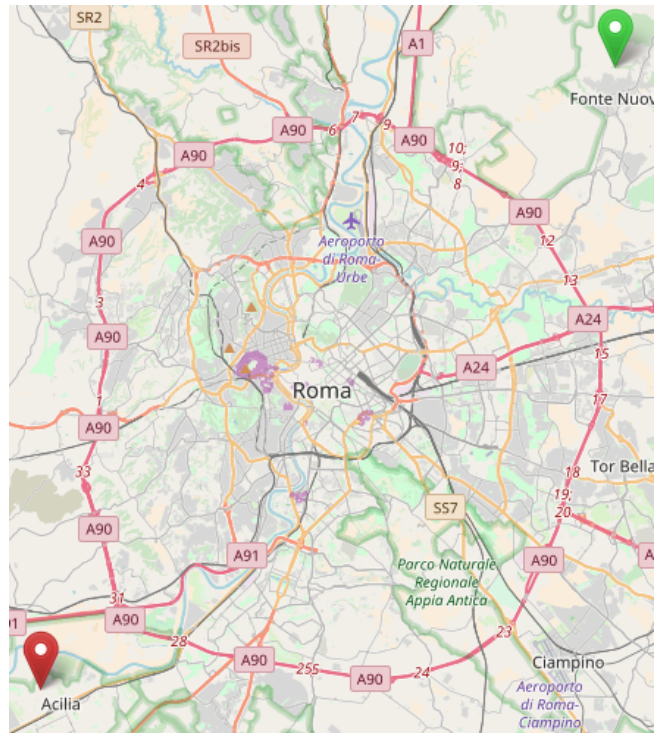 SR2
SR2bis
A1
Fonte Nuov
A90
6
7
9
A90
10;
9;
8
A90
4
A90
12
Aeroporto
di Roma-
Urbe
A90
13
3
A24
A90
15
A24
Roma
1
17
A90
33
18
Tor Bella
19;
20
SS7
A90
A91
A
A90
Parco Naturale
Regionale
Appia Antica
31
91
A90
28
23
A90
255
24
A90
Ciampino
Acilia
Aeroporto
di Roma-
Ciampino